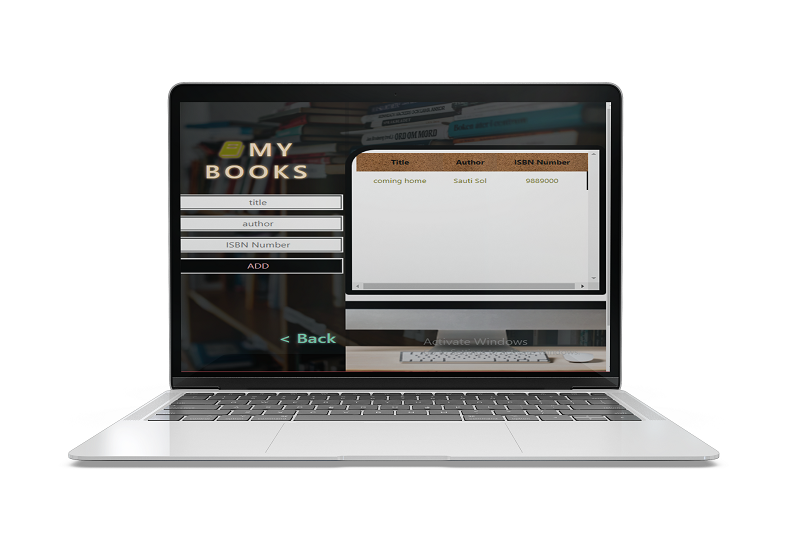 MY
BOOKS
title
author
ISBN Number
ADD
< Back
Title Author ISBN Number
coming home Sauti Sol 9889000
Activate Windows